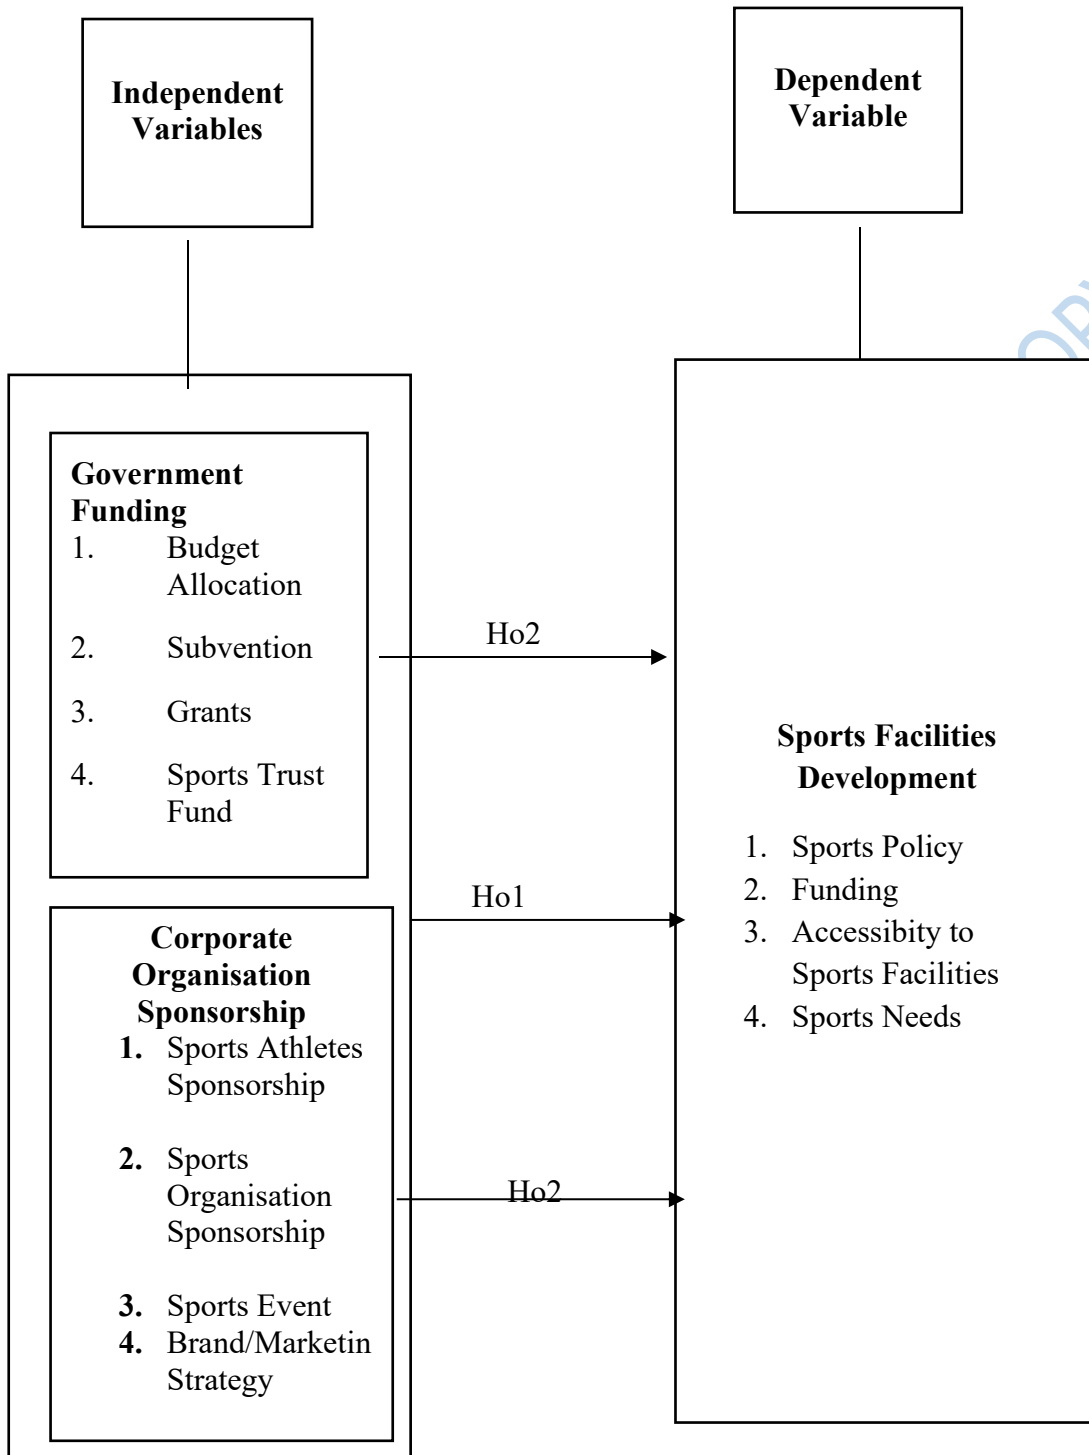 Independent
Variables
Dependent
Variable
Government
Funding
1. Budget
Allocation
2. Subvention
3. Grants
4. Sports Trust
Fund
Corporate
Organisation
Sponsorship
1. Sports Athletes
Sponsorship
2. Sports
Organisation
Sponsorship
3. Sports Event
4. Brand/Marketin
Strategy
Ho2
Ho1
Ho2
Sports Facilities
Development
1. Sports Policy
2. Funding
3. Accessibity to
Sports Facilities
4. Sports Needs